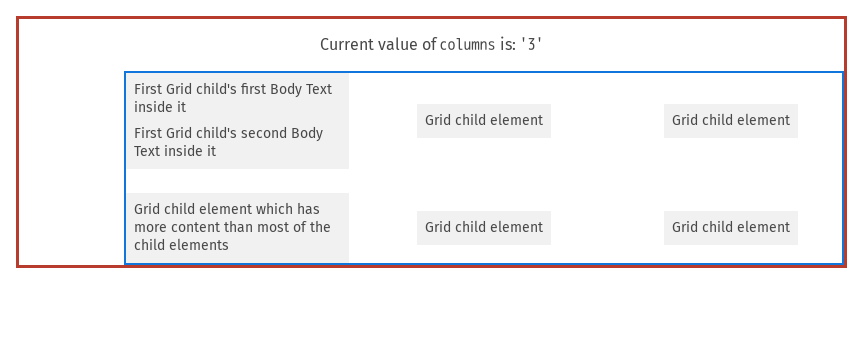 Current value of columns is: '3'
First Grid child's first Body Text
inside it
First Grid child's second Body
Text inside it
Grid child element
Grid child element
Grid child element which has
more content than most of the
child elements
Grid child element
Grid child element